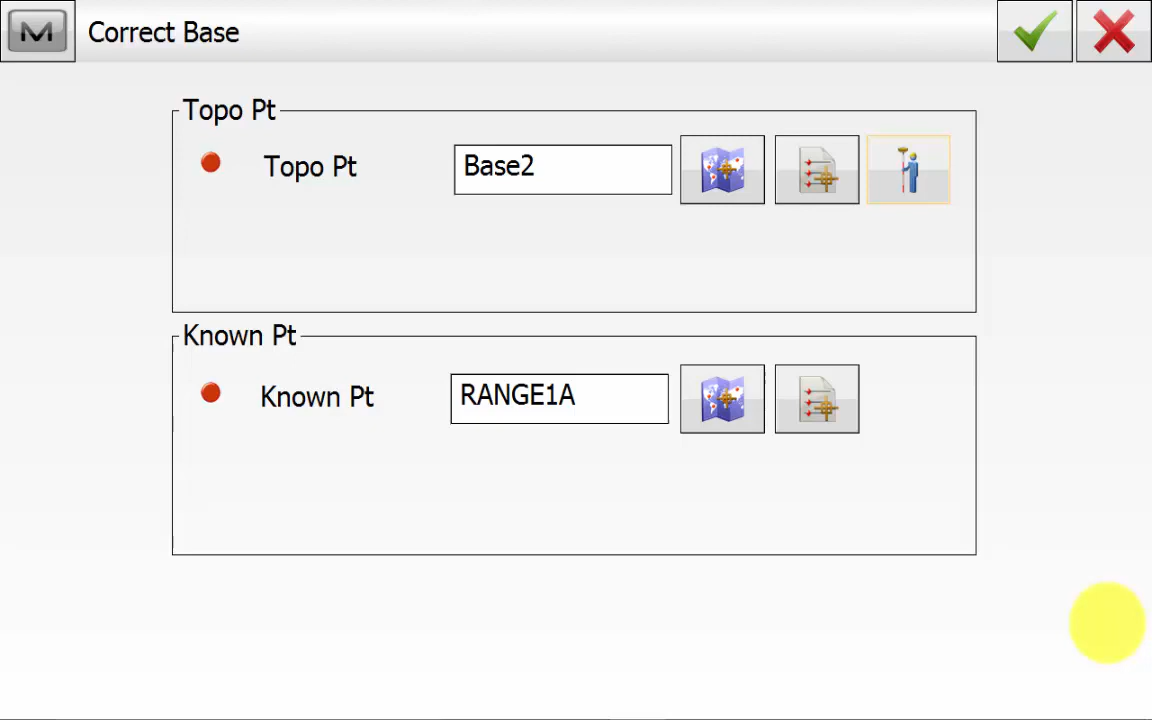 Correct Base
Topo Pt
Topo Pt Base2
Known Pt
Known Pt RANGE1A